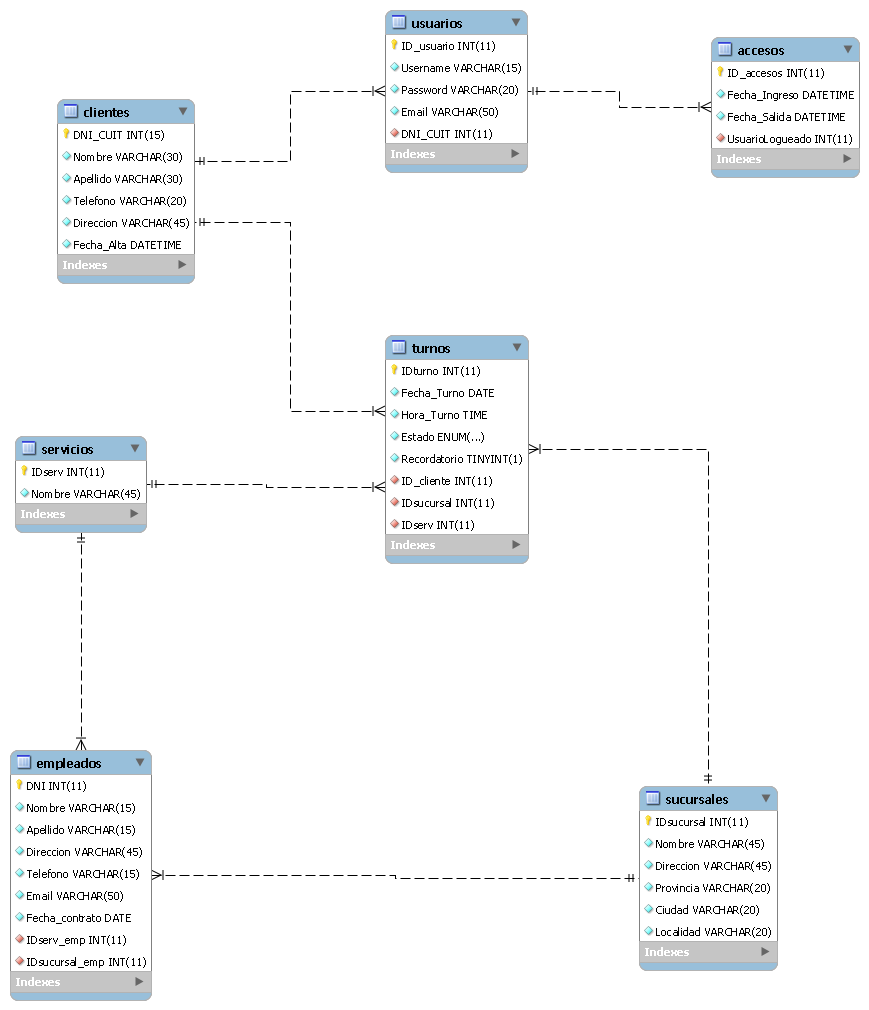 usuarios
ID_usuario INT(11)
Username VARCHAR(15)
Password VARCHAR(20)
Email VARCHAR(50)
DNI_CUIT INT(11)
Indexes
accesos
ID_accesos INT(11)
Fecha_Ingreso DATETIME
Fecha_Salida DATETIME
UsuarioLogueado INT(11)
Indexes
clientes
DNI_CUIT INT(15)
Nombre VARCHAR(30)
Apellido VARCHAR(30)
Telefono VARCHAR(20)
Direccion VARCHAR(45)
Fecha_Alta DATETIME
Indexes
turnos
IDturno INT(11)
Fecha_Turno DATE
Hora_Turno TIME
Estado ENUM(...)
Recordatorio TINYINT(1)
ID_cliente INT(11)
IDsucursal INT(11)
IDserv INT(11)
Indexes
servicios
IDserv INT(11)
Nombre VARCHAR(45)
Indexes
empleados
DNI INT(11)
Nombre VARCHAR(15)
Apellido VARCHAR(15)
Direccion VARCHAR(45)
Telefono VARCHAR(15)
Email VARCHAR(50)
Fecha_contrato DATE
IDserv_emp INT(11)
IDsucursal_emp INT(11)
Indexes
sucursales
IDsucursal INT(11)
Nombre VARCHAR(45)
Direccion VARCHAR(45)
Provincia VARCHAR(20)
Ciudad VARCHAR(20)
Localidad VARCHAR(20)
Indexes